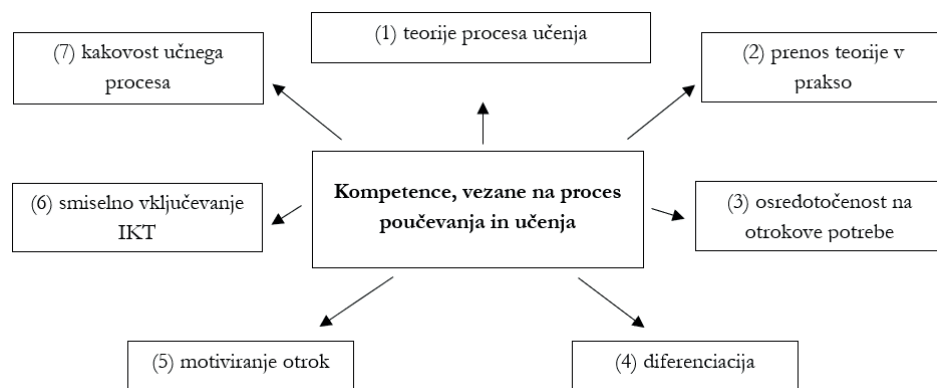 (1) teorije procesa učenja
(2) prenos teorije v
prakso
(3) osredotočenost na
otrokove potrebe
(4) diferenciacija
(5) motiviranje otrok
(6) smiselno vključevanje
IKT
(7) kakovost učnega
procesa
Kompetence, vezane na proces
poučevanja in učenja